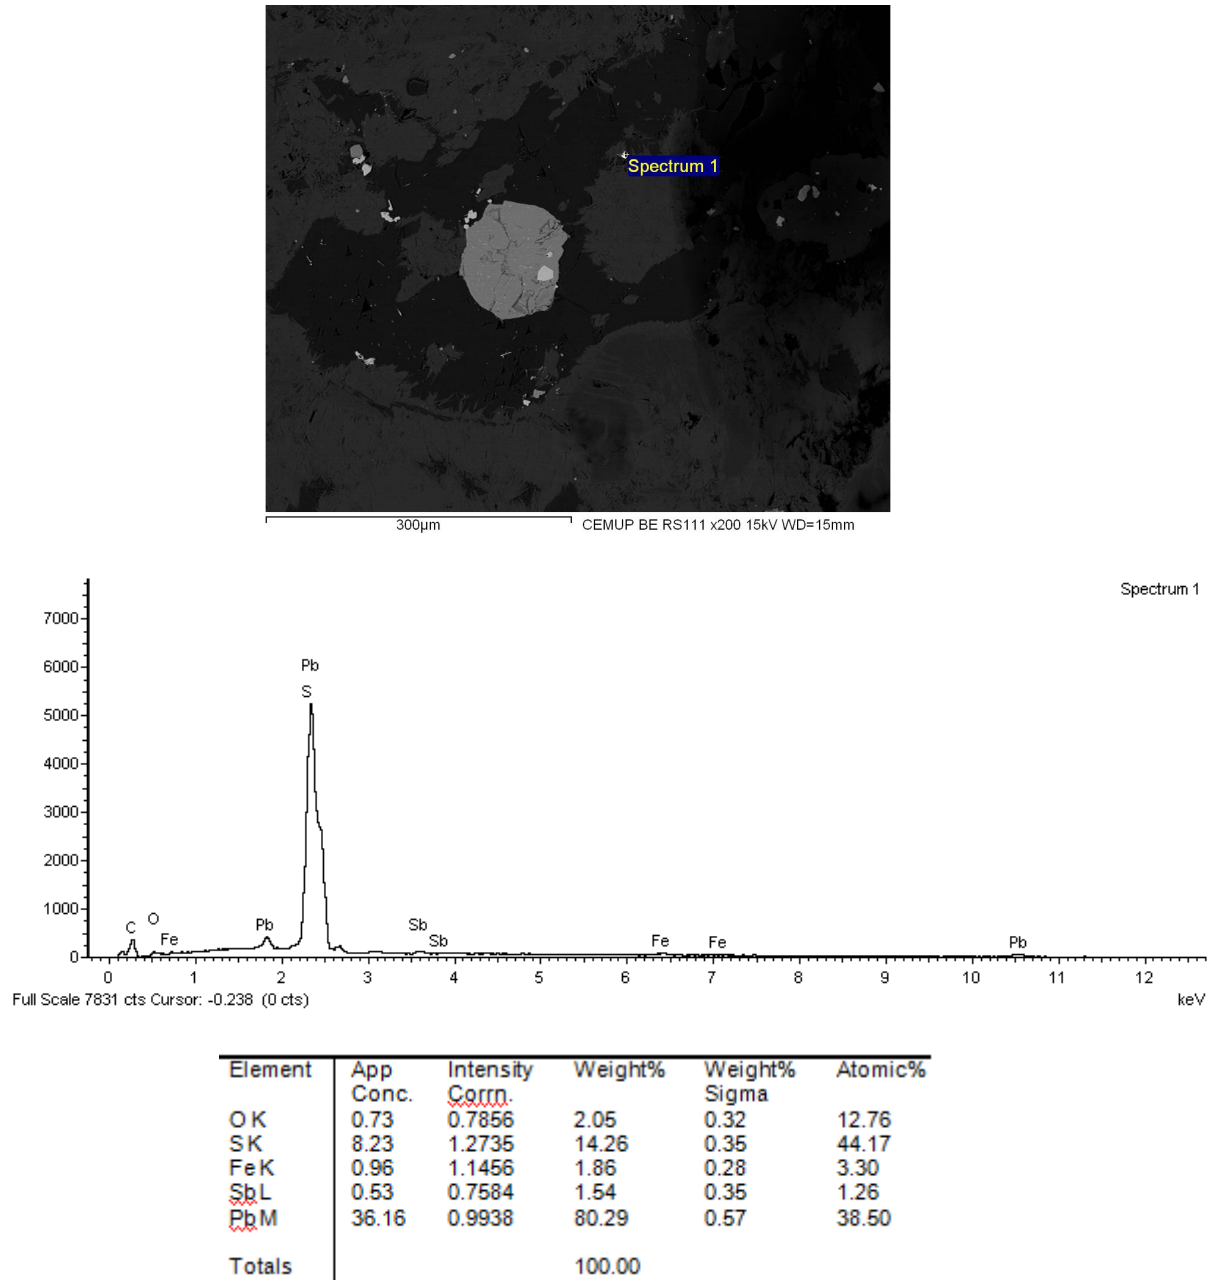 Spectrum 1
300µm CEMUP BE RS111 x200 15kV WD=15mm
Spectrum 1
7000
6000
5000
4000
3000
2000
1000
0
Pb
S
C
O
Fe
Pb
Sb
Sb
Fe
Fe
Pb
0 1 2 3 4 5 6 7 8 9 10 11 12
Full Scale 7831 cts Cursor: -0.238 (0 cts) keV
Element App Intensity Weight% Weight% Atomic%
Conc. Corrn. Sigma
O K 0.73 0.7856 2.05 0.32 12.76
S K 8.23 1.2735 14.26 0.35 44.17
Fe K 0.96 1.1456 1.86 0.28 3.30
Sb L 0.53 0.7584 1.54 0.35 1.26
Pb M 36.16 0.9938 80.29 0.57 38.50
Totals 100.00